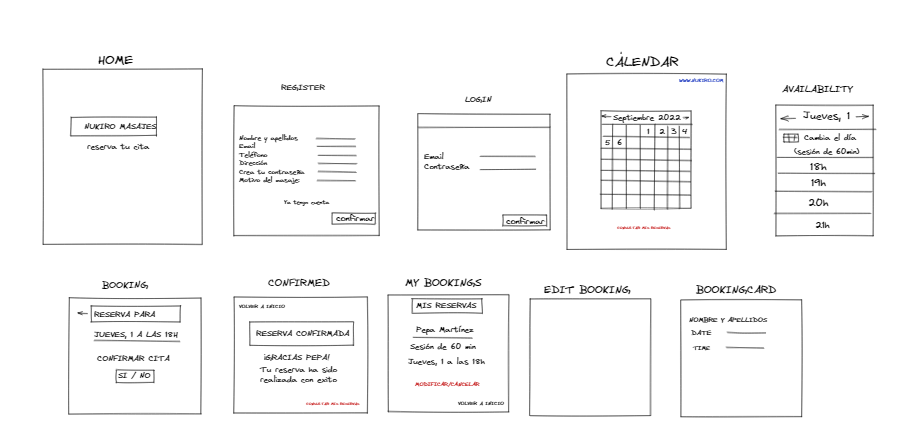 HOME
NUKIRO MASAJES
reserva tu cita
REGISTER
Nombre y apellidos
Email
Teléfono
Dirección
Crea tu contraseña
Motivo del masaje:
Ya tengo cuenta
Confirmar
LOGIN
Email
Contraseña
Confirmar
CALENDAR
WWW.NUKIRO.COM
← Septiembre 2022 →
1 2 3 4
5 6
AVAILABILITY
← Jueves, 1 →
Cambia el día
(sesión de 60min)
18h
19h
20h
21h
BOOKING
← RESERVA PARA
JUEVES, 1 A LAS 18H
CONFIRMAR CITA
SI / NO
CONFIRMED
VOLVER A INICIO
RESERVA CONFIRMADA
¡GRACIAS PEPA!
Tu reserva ha sido
realizada con exito
MY BOOKINGS
MIS RESERVAS
Pepa Martínez
Sesión de 60 min
Jueves, 1 a las 18h
MODIFICAR/CANCELAR
VOLVER A INICIO
EDIT BOOKING
BOOKINGCARD
NOMBRE Y APELLIDOS
DATE
TIME